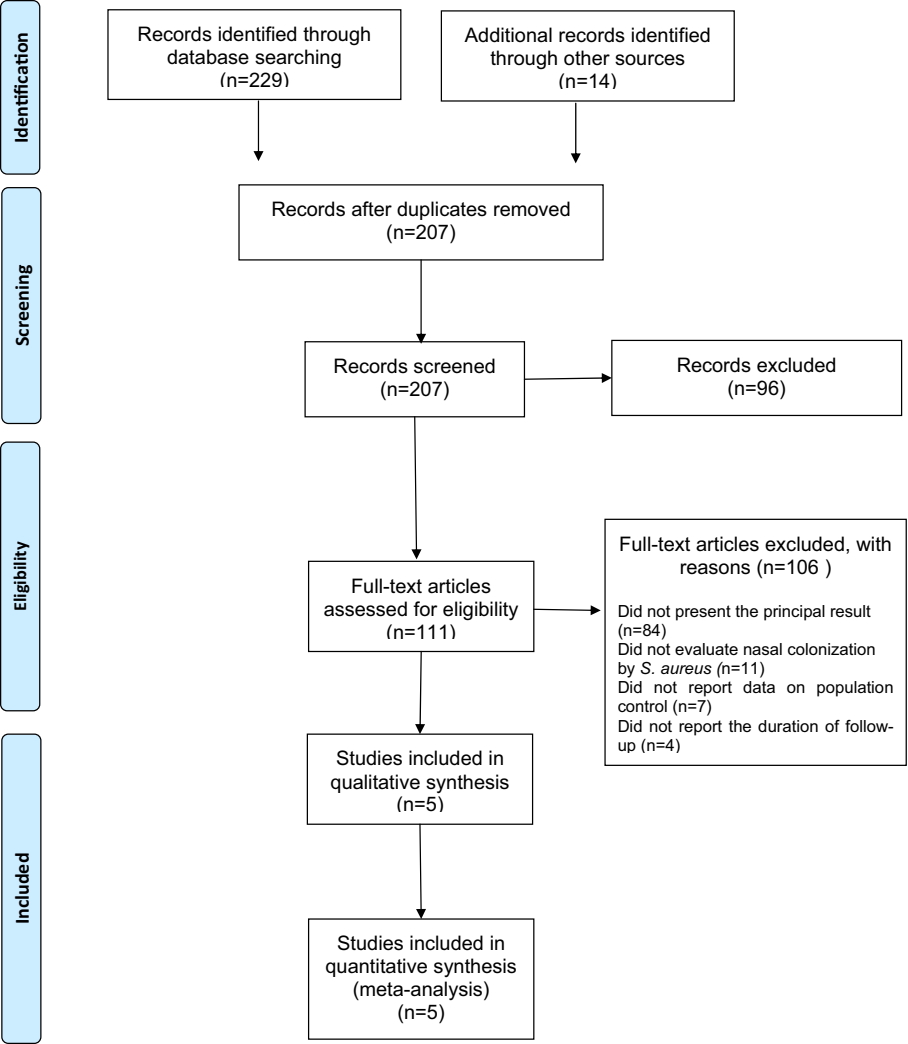 Identification
Records identified through
database searching
(n=229)
Additional records identified
through other sources
(n=14)
Screening
Records after duplicates removed
(n=207)
Records screened
(n=207)
Records excluded
(n=96)
Eligibility
Full-text articles
assessed for eligibility
(n=111)
Full-text articles excluded, with
reasons (n=106 )
Did not present the principal result
(n=84)
Did not evaluate nasal colonization
by S. aureus (n=11)
Did not report data on population
control (n=7)
Did not report the duration of follow-
up (n=4)
Included
Studies included in
qualitative synthesis
(n=5)
Studies included in
quantitative synthesis
(meta-analysis)
(n=5)